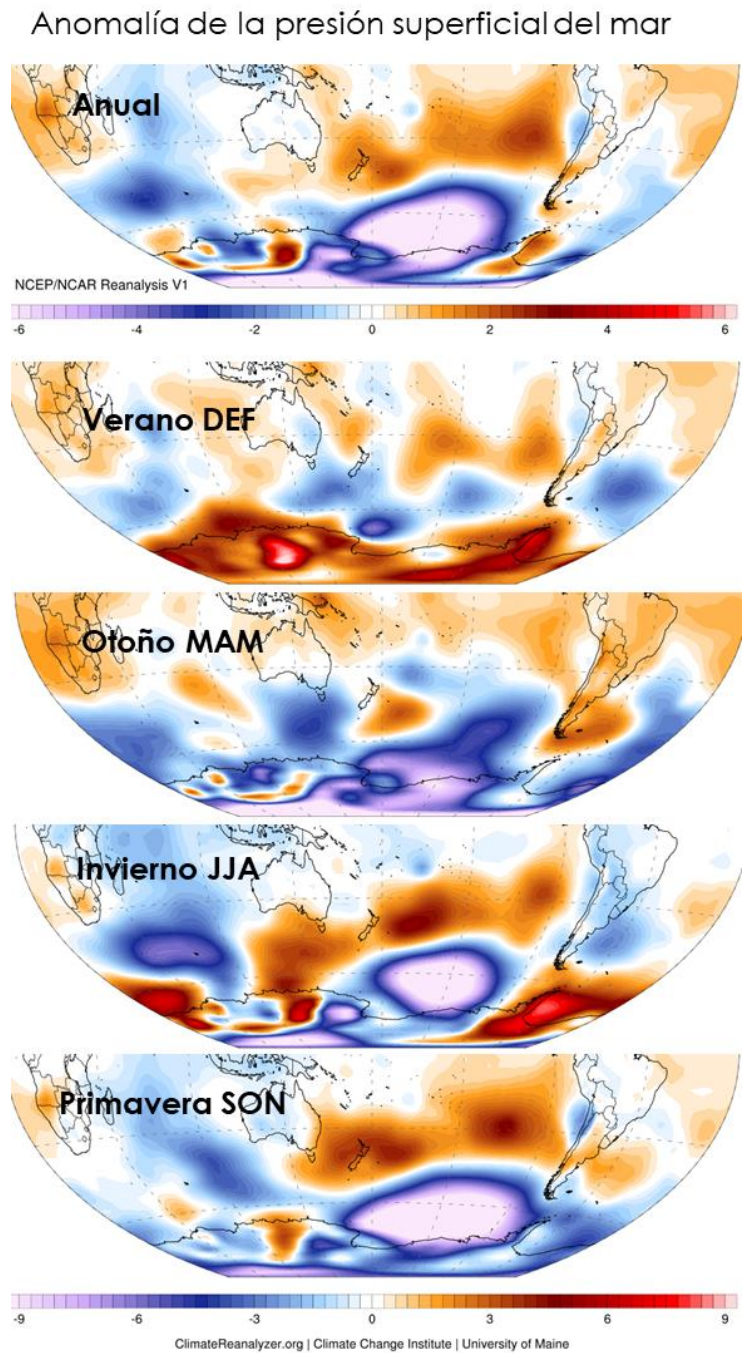 Anomalía de la presión superficial del mar
Anual
NCEP/NCAR Reanalysis V1
-6 -4 -2 0 2 4 6
Verano DEF
Otoño MAM
Invierno JJA
Primavera SON
-9 -6 -3 0 3 6 9
ClimateReanalyzer.org | Climate Change Institute | University of Maine